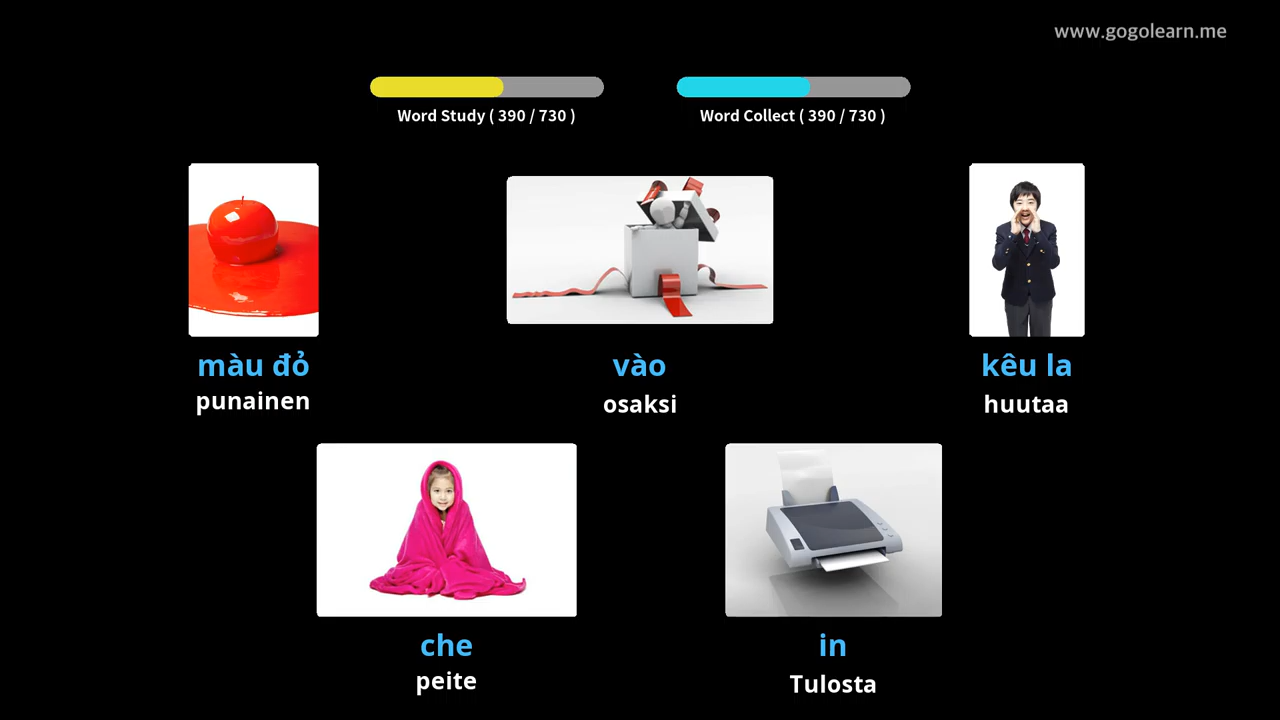 www.gogolearn.me
Word Study ( 390 / 730 )
Word Collect ( 390 / 730 )
màu đỏ
punainen
vào
osaksi
kêu la
huutaa
che
peite
in
Tulosta